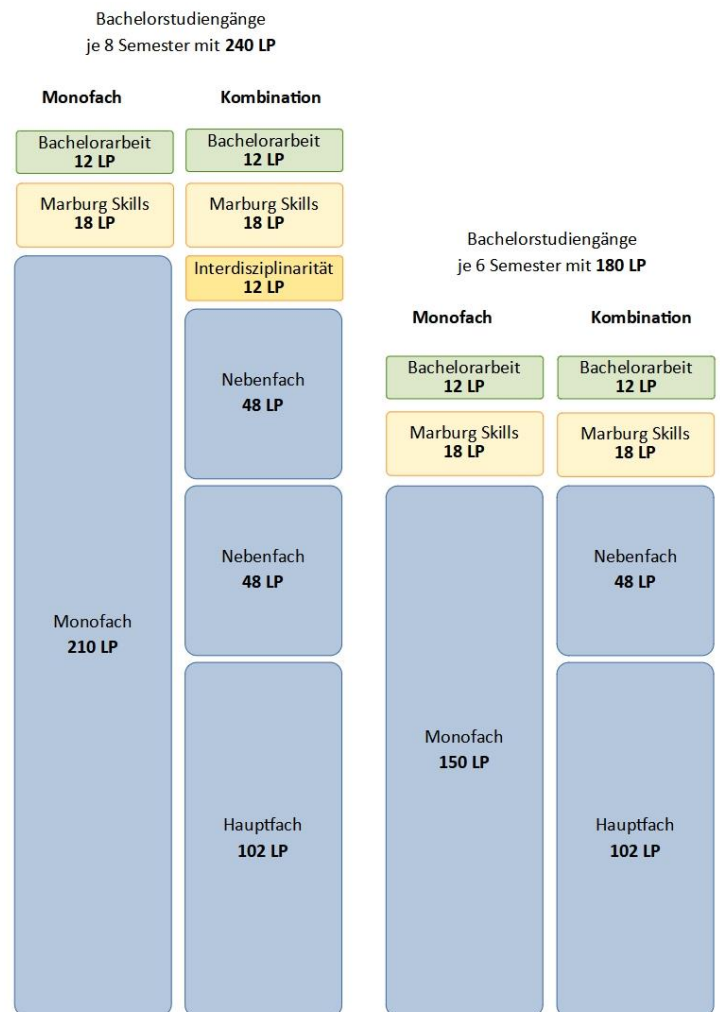 Bachelorstudiengänge
je 8 Semester mit 240 LP
Monofach
Bachelorarbeit
12 LP
Marburg Skills
18 LP
Monofach
210 LP
Kombination
Bachelorarbeit
12 LP
Marburg Skills
18 LP
Interdisziplinarität
12 LP
Nebenfach
48 LP
Nebenfach
48 LP
Hauptfach
102 LP
Bachelorstudiengänge
je 6 Semester mit 180 LP
Monofach
Bachelorarbeit
12 LP
Marburg Skills
18 LP
Monofach
150 LP
Kombination
Bachelorarbeit
12 LP
Marburg Skills
18 LP
Nebenfach
48 LP
Hauptfach
102 LP